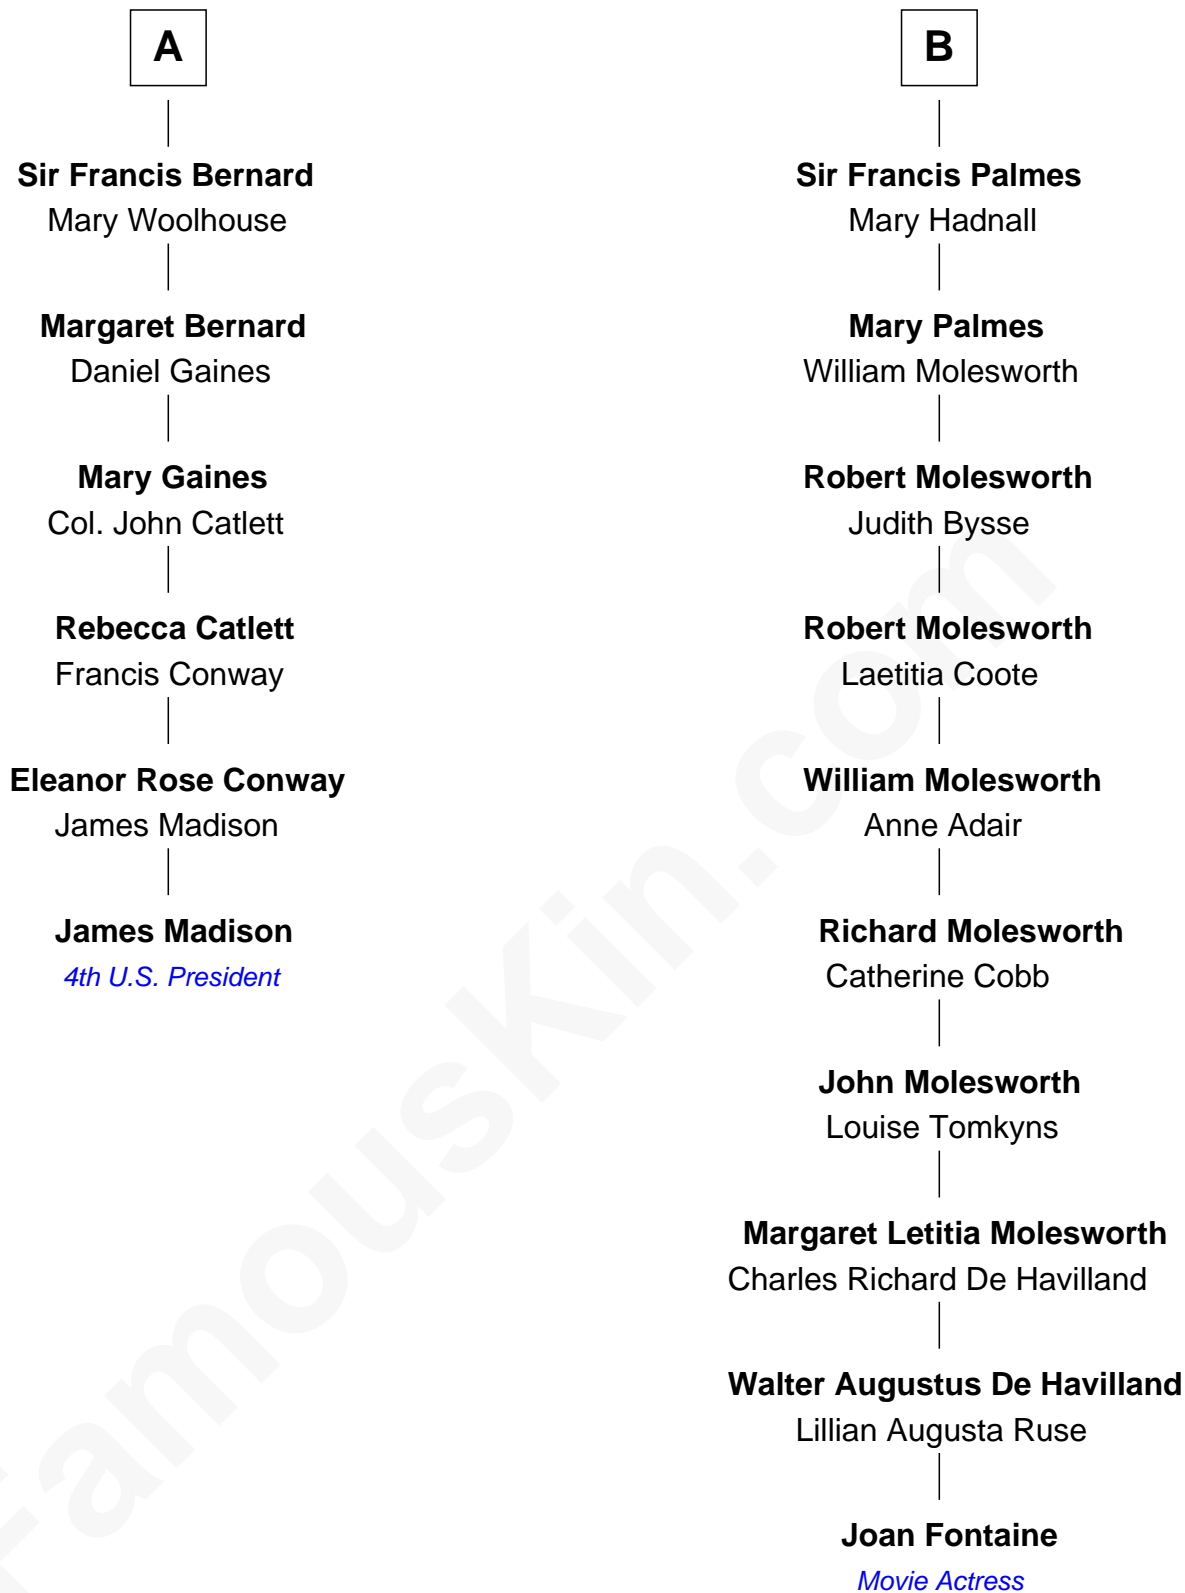 A
Sir Francis Bernard
Mary Woolhouse
Margaret Bernard
Daniel Gaines
Mary Gaines
Col. John Catlett
Rebecca Catlett
Francis Conway
Eleanor Rose Conway
James Madison
James Madison
4th U.S. President
B
Sir Francis Palmes
Mary Hadnall
Mary Palmes
William Molesworth
Robert Molesworth
Judith Bysse
Robert Molesworth
Laetitia Coote
William Molesworth
Anne Adair
Richard Molesworth
Catherine Cobb
John Molesworth
Louise Tomkyns
Margaret Letitia Molesworth
Charles Richard De Havilland
Walter Augustus De Havilland
Lillian Augusta Ruse
Joan Fontaine
Movie Actress
FamousKin.com